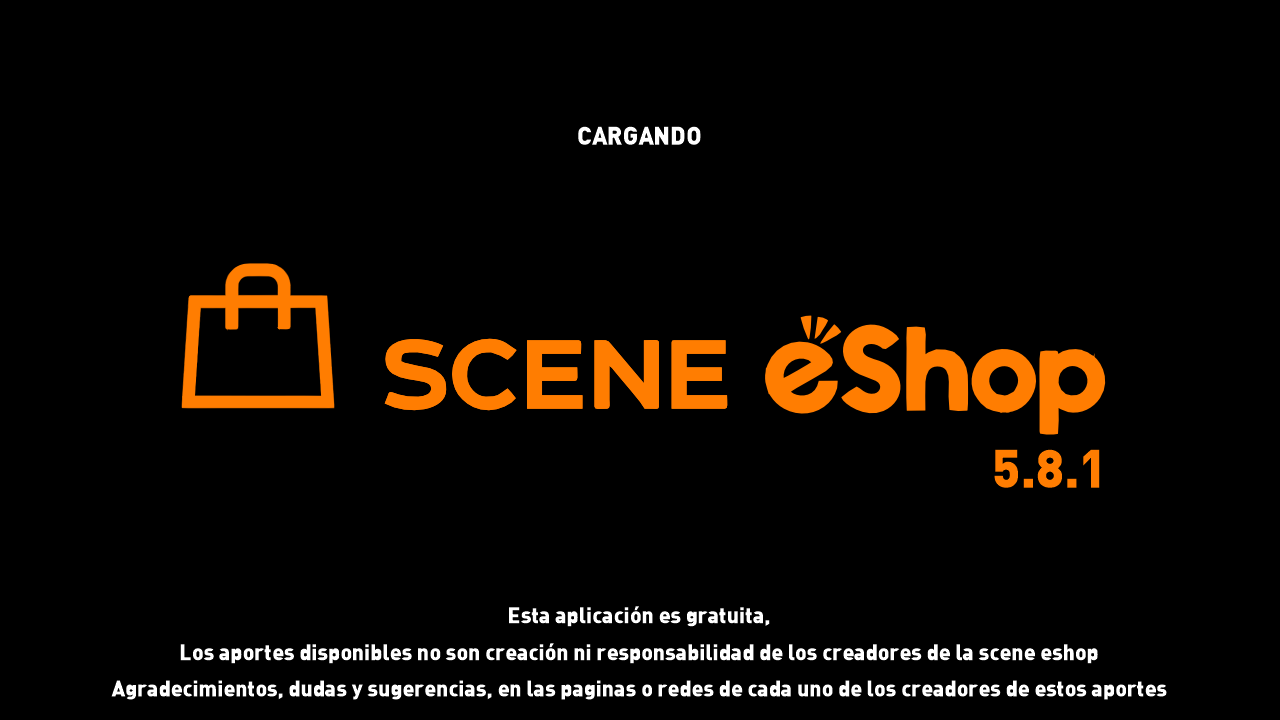 CARGANDO
SCENE eShop
5.8.1
Esta aplicación es gratuita,
Los aportes disponibles no son creación ni responsabilidad de los creadores de la scene eshop
Agradecimientos, dudas y sugerencias, en las paginas o redes de cada uno de los creadores de estos aportes